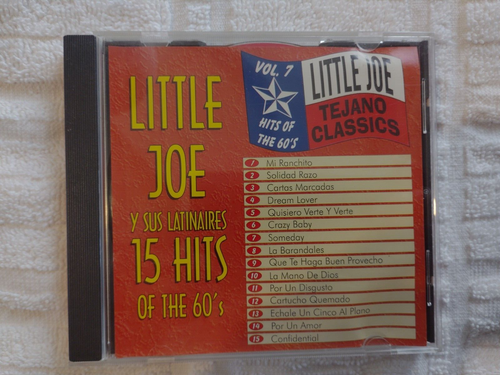 LITTLE
JOE
Y SUS LATINAIRES
15 HITS
OF THE 60's
VOL. 7
HITS OF
THE 60'S
LITTLE JOE
TEJANO
CLASSICS
1 Mi Ranchito
2 Solidad Razo
3 Cartas Marcadas
4 Dream Lover
5 Quisiero Verte Y Verte
6 Crazy Baby
7 Someday
8 La Barandales
9 Que Te Haga Buen Provecho
10 La Mano De Dios
11 Por Un Disgusto
12 Cartucho Quemado
13 Echale Un Cinco Al Piano
14 Por Un Amor
15 Confidential